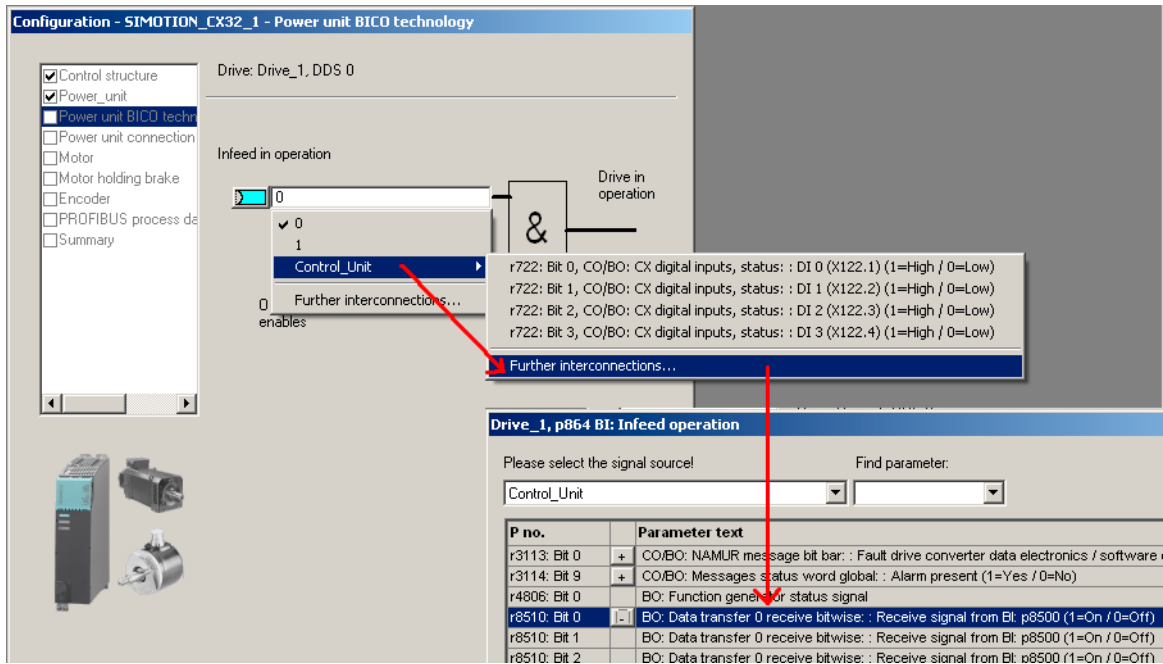 Configuration - SIMOTION_CX32_1 - Power unit BICO technology
Control structure
Power_unit
Power unit BICO techn
Power unit connection
Motor
Motor holding brake
Encoder
PROFIBUS process da
Summary
Drive: Drive_1, DDS 0
Infeed in operation
0
0
1
Control_Unit
Further interconnections...
0
enables
&
Drive in
operation
r722: Bit 0, CO/BO: CX digital inputs, status: : DI 0 (X122.1) (1=High / 0=Low)
r722: Bit 1, CO/BO: CX digital inputs, status: : DI 1 (X122.2) (1=High / 0=Low)
r722: Bit 2, CO/BO: CX digital inputs, status: : DI 2 (X122.3) (1=High / 0=Low)
r722: Bit 3, CO/BO: CX digital inputs, status: : DI 3 (X122.4) (1=High / 0=Low)
Further interconnections...
Drive_1, p864 BI: Infeed operation
Please select the signal source!
Find parameter:
Control_Unit
P no. Parameter text
r3113: Bit 0 + CO/BO: NAMUR message bit bar: : Fault drive converter data electronics / software
r3114: Bit 9 + CO/BO: Messages status word global: : Alarm present (1=Yes / 0=No)
r4806: Bit 0 BO: Function generator status signal
r8510: Bit 0 - BO: Data transfer 0 receive bitwise: : Receive signal from BI: p8500 (1=On / 0=Off)
r8510: Bit 1 BO: Data transfer 0 receive bitwise: : Receive signal from BI: p8500 (1=On / 0=Off)
r8510: Bit 2 BO: Data transfer 0 receive bitwise: : Receive signal from BI: p8500 (1=On / 0=Off)